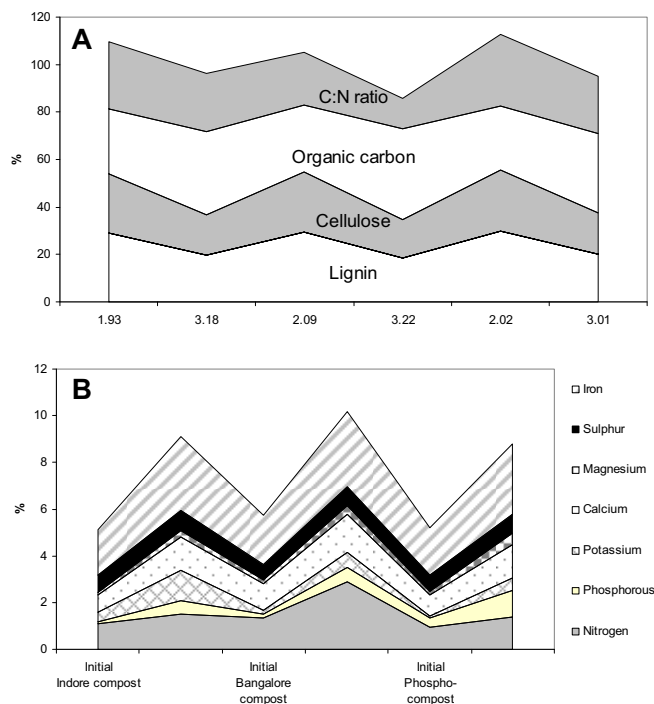 A
120
100
80
60
40
20
0
%
C:N ratio
Organic carbon
Cellulose
Lignin
1.93 3.18 2.09 3.22 2.02 3.01
B
12
10
8
6
4
2
0
%
Iron
Sulphur
Magnesium
Calcium
Potassium
Phosphorous
Nitrogen
Initial
Indore compost
Initial
Bangalore
compost
Initial
Phospho-
compost